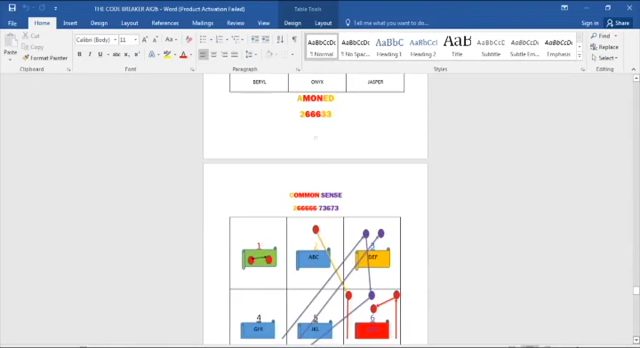 THE CODE BREAKER AK26 - Word (Product Activation Failed)
Table Tools
Sign in
Share
File
Home
Insert
Design
Layout
References
Mailings
Review
View
Design
Layout
Tell me what you want to do...
Cut
Copy
Format Painter
Clipboard
Calibri (Body)
11
Font
Paragraph
AaBbCcDc
¶ Normal
AaBbCcDc
¶ No Spac...
AaBbC
Heading 1
AaBbCcI
Heading 2
AaB
Title
AaBbCcD
Subtitle
AaBbCcDc
Subtle Em...
AaBbCcDc
Emphasis
Styles
Find
Replace
Select
Editing
BERYL
ONYX
JASPER
AMONED
266633
COMMON SENSE
266666 73673
1
ABC
3
DEF
4
GHI
5
JKL
6